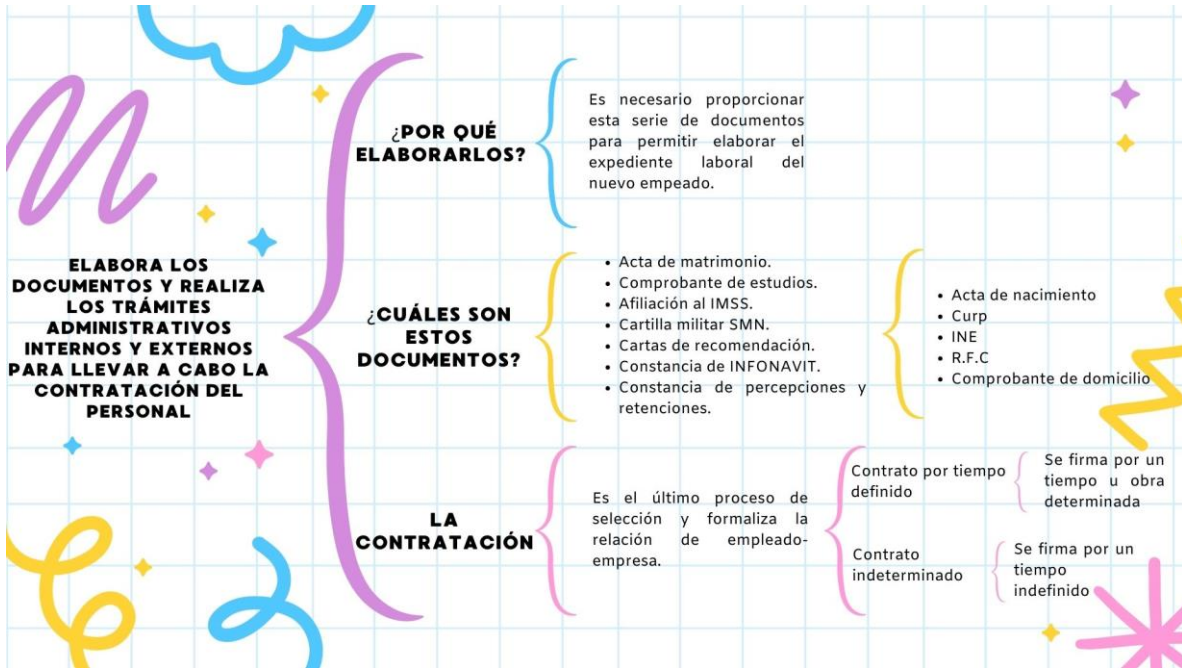 ELABORA LOS
DOCUMENTOS Y REALIZA
LOS TRÁMITES
ADMINISTRATIVOS
INTERNOS Y EXTERNOS
PARA LLEVAR A CABO LA
CONTRATACIÓN DEL
PERSONAL
¿POR QUÉ
ELABORARLOS?
Es necesario proporcionar
esta serie de documentos
para permitir elaborar el
expediente laboral del
nuevo empeado.
¿CUÁLES SON
ESTOS
DOCUMENTOS?
• Acta de matrimonio.
• Comprobante de estudios.
• Afiliación al IMSS.
• Cartilla militar SMN.
• Cartas de recomendación.
• Constancia de INFONAVIT.
• Constancia de percepciones y
retenciones.
• Acta de nacimiento
• Curp
• INE
• R.F.C
• Comprobante de domicilio
LA
CONTRATACIÓN
Es el último proceso de
selección y formaliza la
relación de empleado-
empresa.
Contrato por tiempo
definido
Se firma por un
tiempo u obra
determinada
Contrato
indeterminado
Se firma por un
tiempo
indefinido